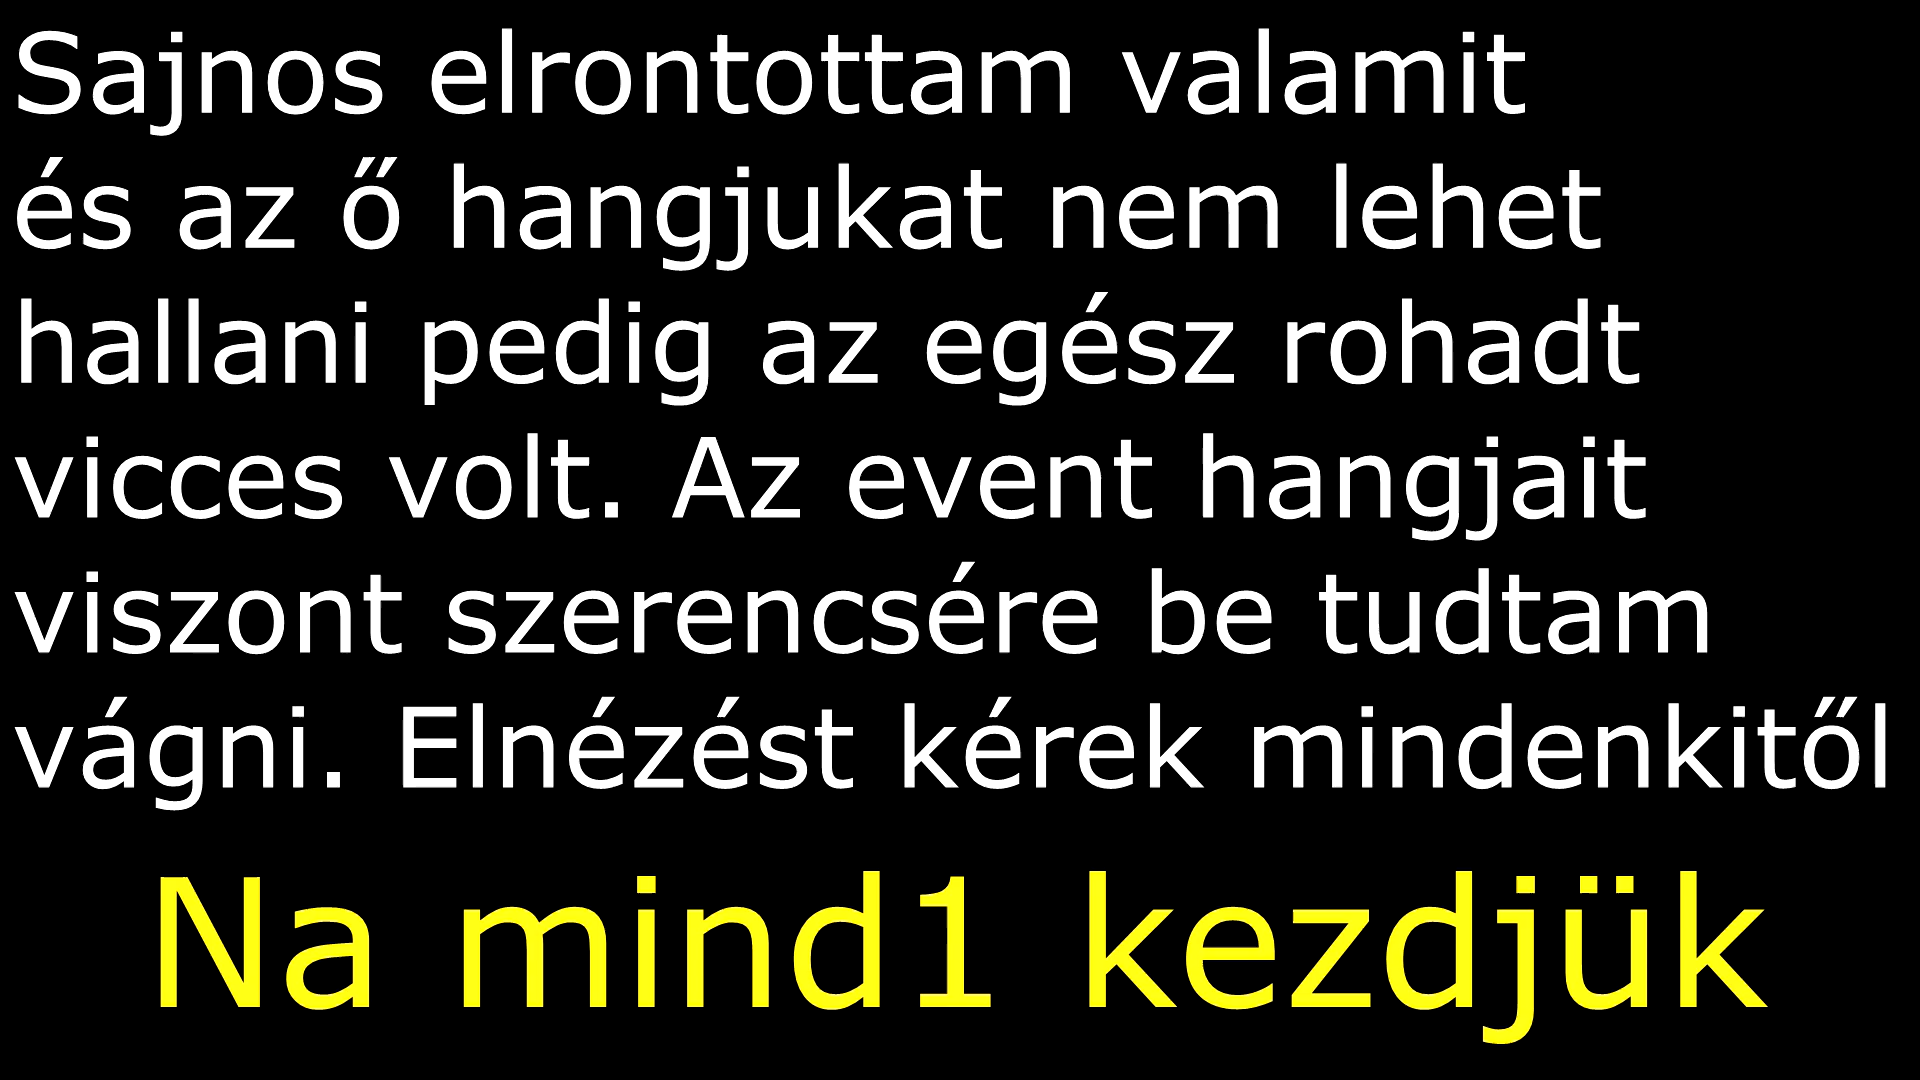 Sajnos elrontottam valamit
és az ő hangjukat nem lehet
hallani pedig az egész rohadt
vicces volt. Az event hangjait
viszont szerencsére be tudtam
vágni. Elnézést kérek mindenkitől
Na mind1 kezdjük